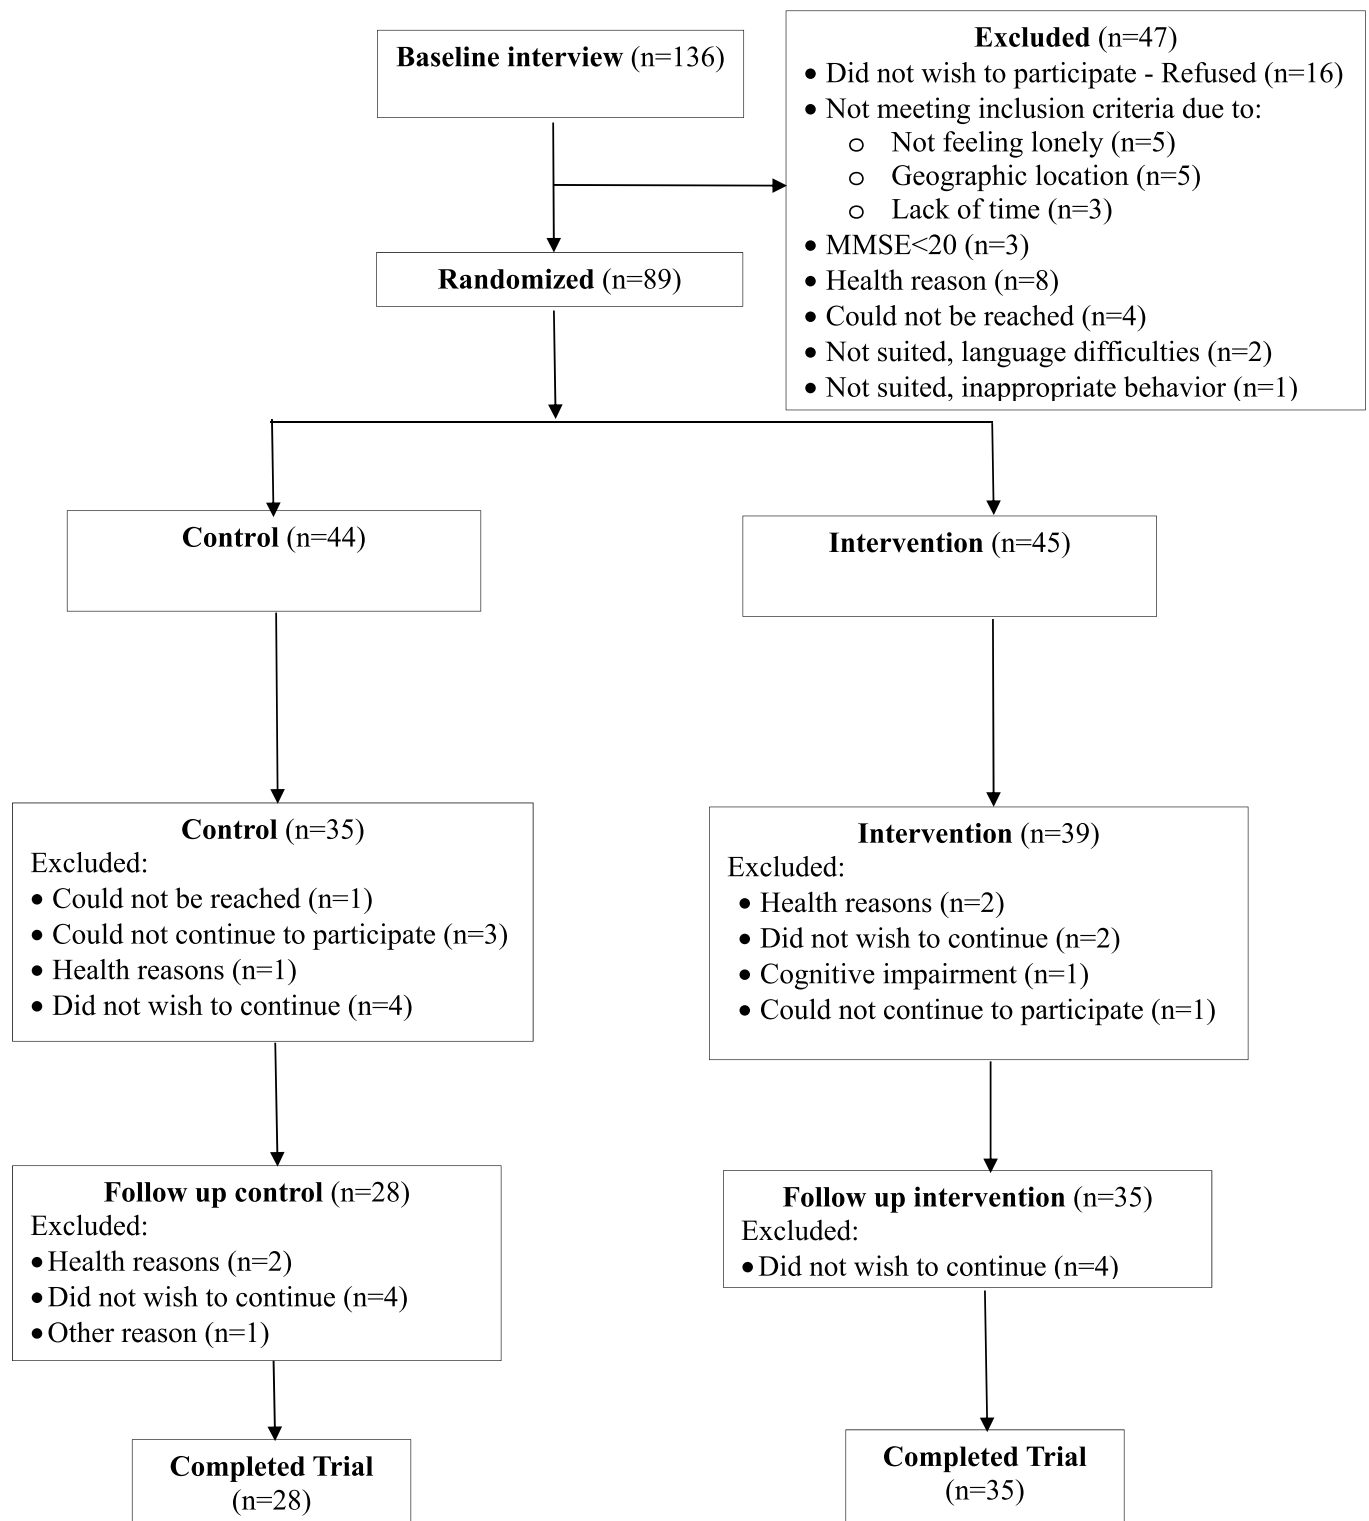 Baseline interview (n=136)
Excluded (n=47)
• Did not wish to participate - Refused (n=16)
• Not meeting inclusion criteria due to:
o Not feeling lonely (n=5)
o Geographic location (n=5)
o Lack of time (n=3)
• MMSE<20 (n=3)
• Health reason (n=8)
• Could not be reached (n=4)
• Not suited, language difficulties (n=2)
• Not suited, inappropriate behavior (n=1)
Randomized (n=89)
Control (n=44)
Intervention (n=45)
Control (n=35)
Excluded:
• Could not be reached (n=1)
• Could not continue to participate (n=3)
• Health reasons (n=1)
• Did not wish to continue (n=4)
Intervention (n=39)
Excluded:
• Health reasons (n=2)
• Did not wish to continue (n=2)
• Cognitive impairment (n=1)
• Could not continue to participate (n=1)
Follow up control (n=28)
Excluded:
• Health reasons (n=2)
• Did not wish to continue (n=4)
• Other reason (n=1)
Follow up intervention (n=35)
Excluded:
• Did not wish to continue (n=4)
Completed Trial
(n=28)
Completed Trial
(n=35)